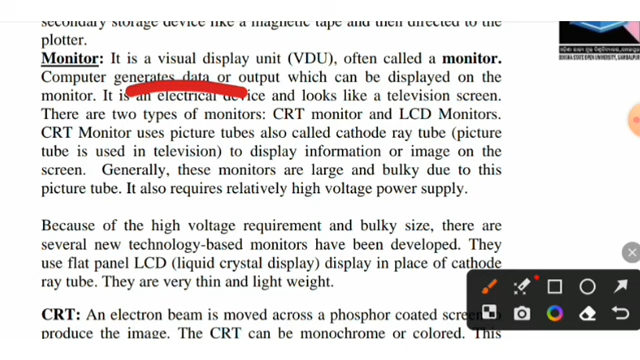 secondary storage device like a magnetic tape and then directed to the
plotter.
Monitor: It is a visual display unit (VDU), often called a monitor.
Computer generates data or output which can be displayed on the
monitor. It is an electrical device and looks like a television screen.
There are two types of monitors: CRT monitor and LCD Monitors.
CRT Monitor uses picture tubes also called cathode ray tube (picture
tube is used in television) to display information or image on the
screen. Generally, these monitors are large and bulky due to this
picture tube. It also requires relatively high voltage power supply.
Because of the high voltage requirement and bulky size, there are
several new technology-based monitors have been developed. They
use flat panel LCD (liquid crystal display) display in place of cathode
ray tube. They are very thin and light weight.
CRT: An electron beam is moved across a phosphor coated screen to
produce the image. The CRT can be monochrome or colored. This
ODISHA STATE OPEN UNIVERSITY, SAMBALPUR